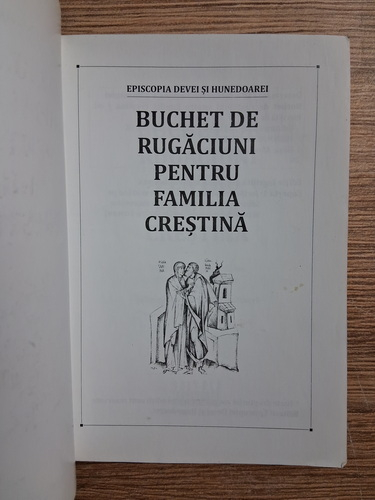 EPISCOPIA DEVEI ȘI HUNEDOAREI
BUCHET DE
RUGĂCIUNI
PENTRU
FAMILIA
CREȘTINĂ